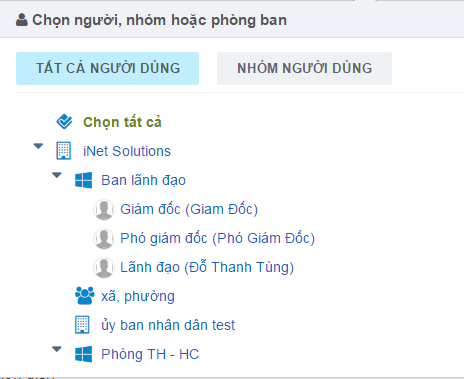 Chọn người, nhóm hoặc phòng ban
TẤT CẢ NGƯỜI DÙNG
NHÓM NGƯỜI DÙNG
Chọn tất cả
iNet Solutions
Ban lãnh đạo
Giám đốc (Giam Đốc)
Phó giám đốc (Phó Giám Đốc)
Lãnh đạo (Đỗ Thanh Tùng)
xã, phường
ủy ban nhân dân test
Phòng TH - HC